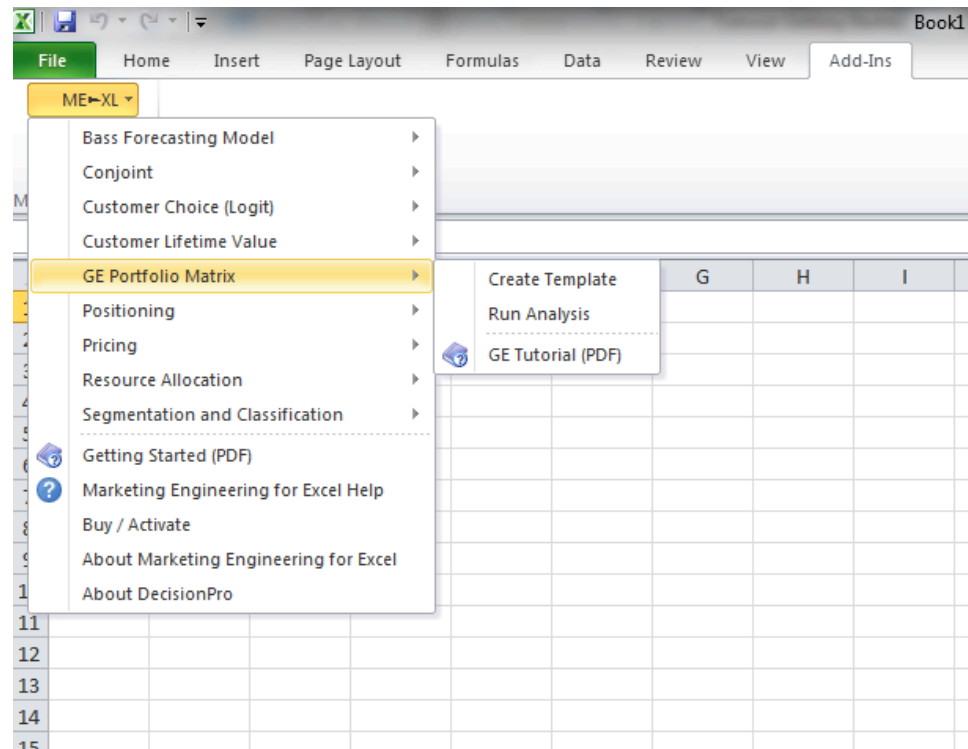 Book1
File Home Insert Page Layout Formulas Data Review View Add-Ins
ME►XL
Bass Forecasting Model
Conjoint
Customer Choice (Logit)
M
Customer Lifetime Value
GE Portfolio Matrix
Create Template
G H I
Positioning
Run Analysis
Pricing
GE Tutorial (PDF)
Resource Allocation
Segmentation and Classification
Getting Started (PDF)
Marketing Engineering for Excel Help
Buy / Activate
About Marketing Engineering for Excel
About DecisionPro
11
12
13
14
15